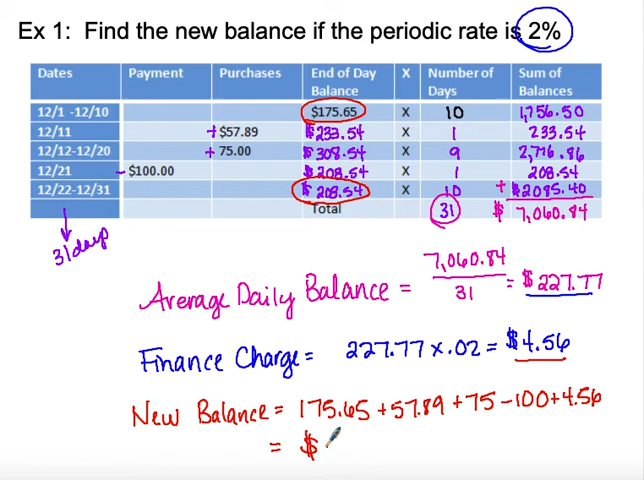 Ex 1: Find the new balance if the periodic rate is 2%
Dates Payment Purchases End of Day Balance X Number of Days Sum of Balances
12/1 -12/10 $175.65 X 10 1,756.50
12/11 + $57.89 $233.54 X 1 233.54
12/12-12/20 + 75.00 $308.54 X 9 2,776.86
12/21 - $100.00 $208.54 X 1 208.54
12/22-12/31 $208.54 X 10 + $2085.40
Total 31 $7,060.84
31 days
Average Daily Balance = 7,060.84 / 31 = $227.77
Finance Charge = 227.77 x .02 = $4.56
New Balance = 175.65 + 57.89 + 75 - 100 + 4.56
= $